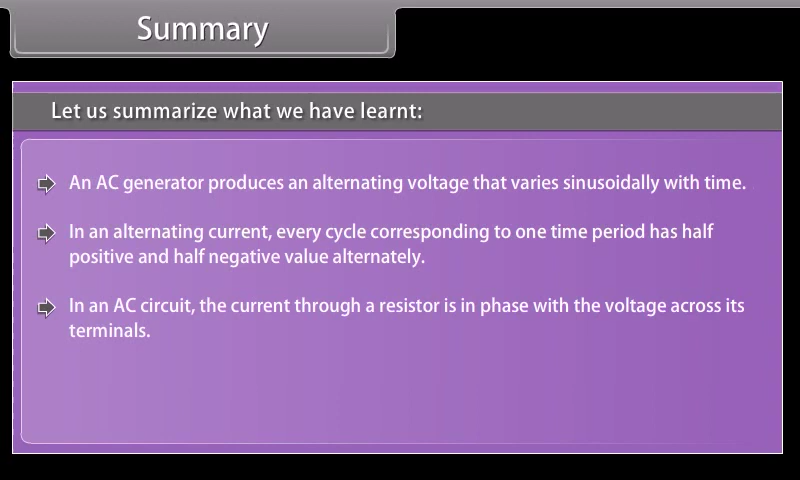 Summary
Let us summarize what we have learnt:
An AC generator produces an alternating voltage that varies sinusoidally with time.
In an alternating current, every cycle corresponding to one time period has half
positive and half negative value alternately.
In an AC circuit, the current through a resistor is in phase with the voltage across its
terminals.